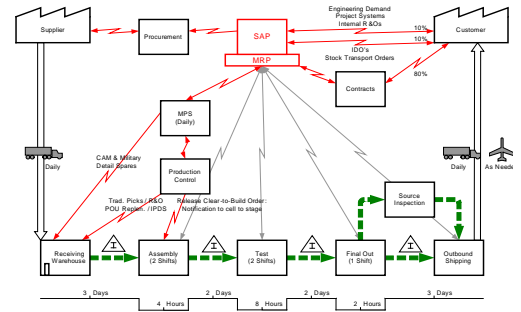 Engineering Demand
Project Systems
Internal R &Os
Supplier
Procurement
SAP
MRP
10%
10%
Customer
IDO's
Stock Transport Orders
Contracts
80%
MPS
(Daily)
Daily
CAM & Military
Detail Spares
Production
Control
Daily
As Neede
Trad. Picks / R&O
POU Replen. / IPDS
Release Clear-to-Build Order:
Notification to cell to stage
Source
Inspection
Receiving
Warehouse
I
Assembly
(2 Shifts)
I
Test
(2 Shifts)
I
Final Out
(1 Shift)
I
Outbound
Shipping
3 Days
4 Hours
2 Days
8 Hours
2 Days
2 Hours
3 Days